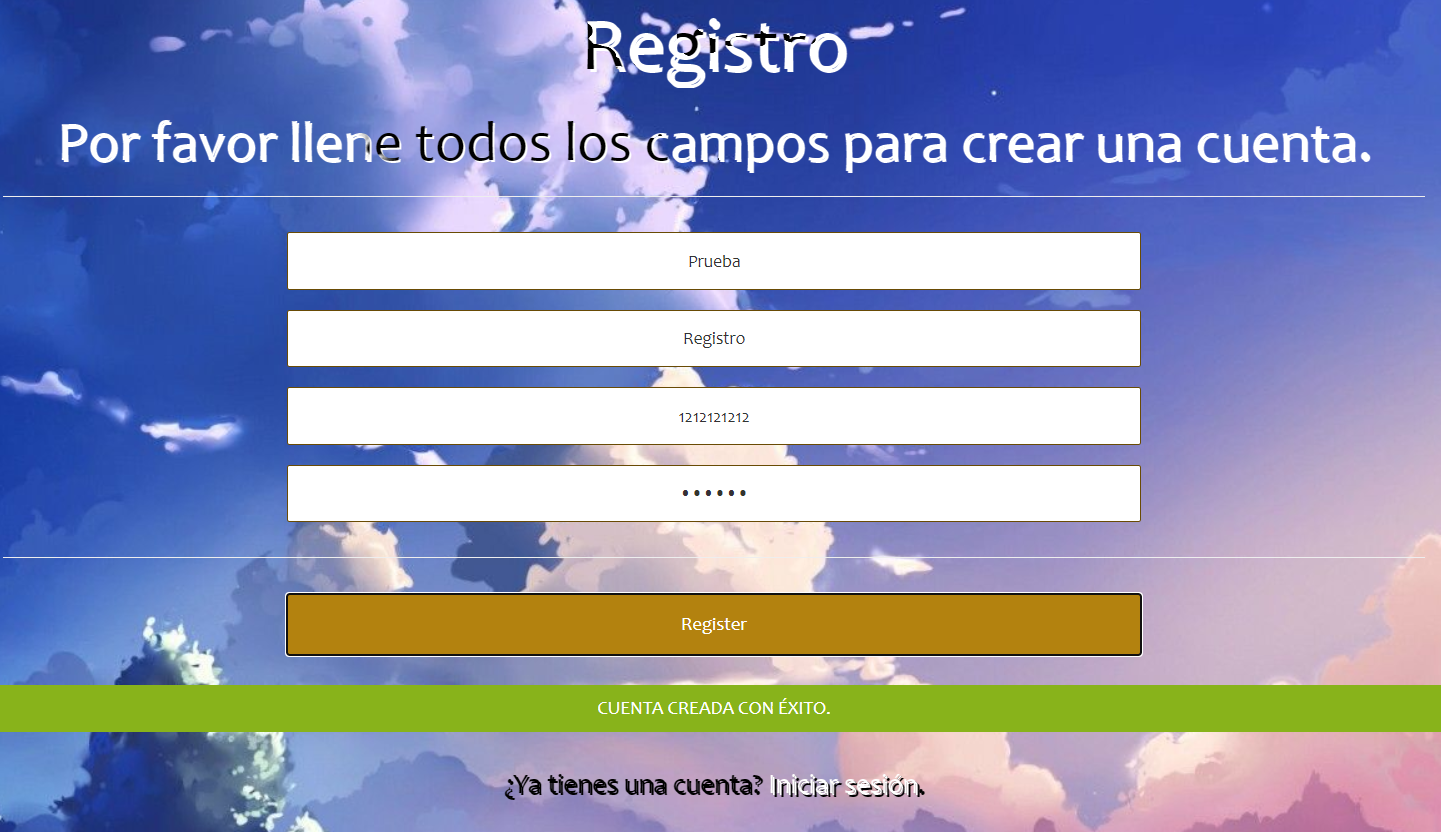 Registro
Por favor llene todos los campos para crear una cuenta.
Prueba
Registro
1212121212
••••••
Register
CUENTA CREADA CON ÉXITO.
¿Ya tienes una cuenta? Iniciar sesión.